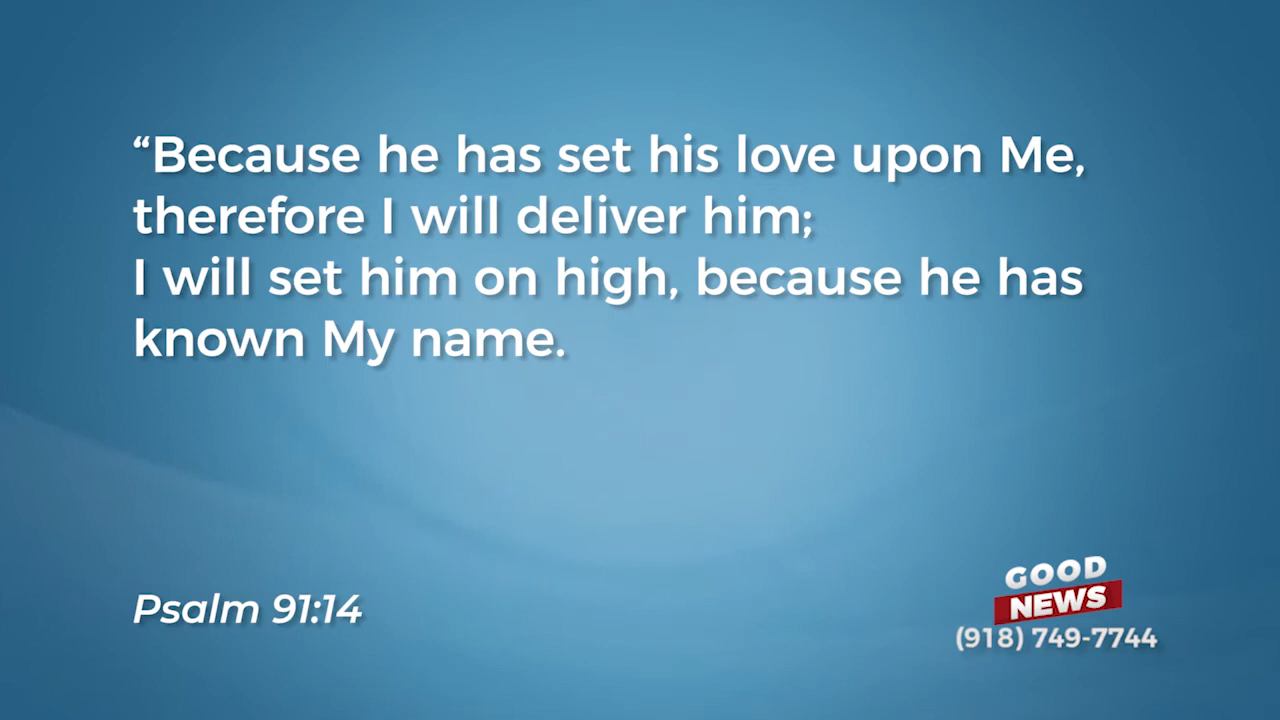 “Because he has set his love upon Me,
therefore I will deliver him;
I will set him on high, because he has
known My name.
Psalm 91:14
GOOD
NEWS
(918) 749-7744